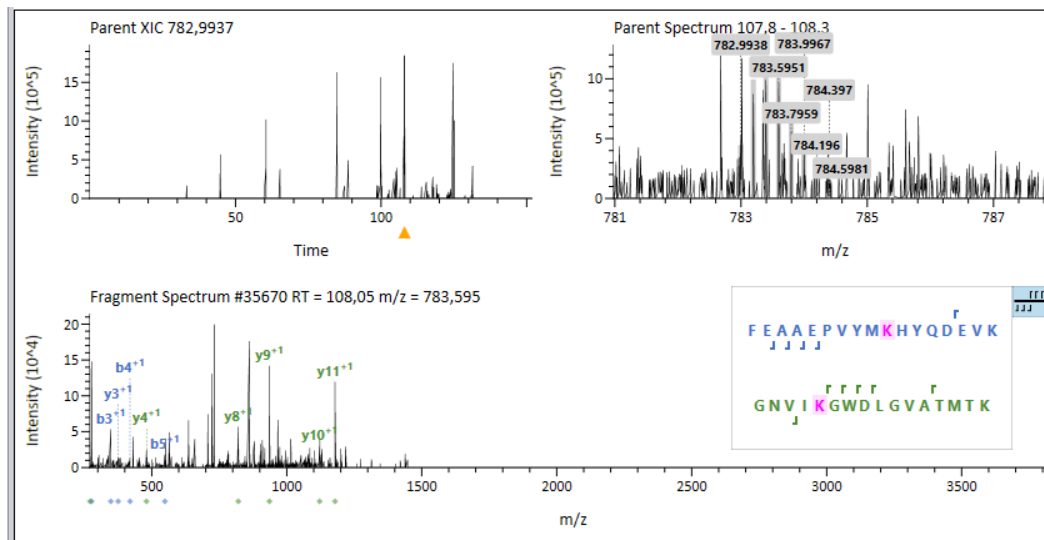 Parent XIC 782,9937
Intensity (10^5)
15
10
5
0
50
100
Time
Parent Spectrum 107,8 - 108,3
782.9938
783.9967
783.5951
784.397
783.7959
784.196
784.5981
Intensity (10^5)
10
5
0
781
783
785
787
m/z
Fragment Spectrum #35670 RT = 108,05 m/z = 783,595
Intensity (10^4)
20
15
10
5
0
b4+1
y3+1
b3+1
y4+1
b5+1
y8+1
y9+1
y10+1
y11+1
500
1000
1500
2000
2500
3000
3500
m/z
F E A A E P V Y M K H Y Q D E V K
G N V I K G W D L G V A T M T K